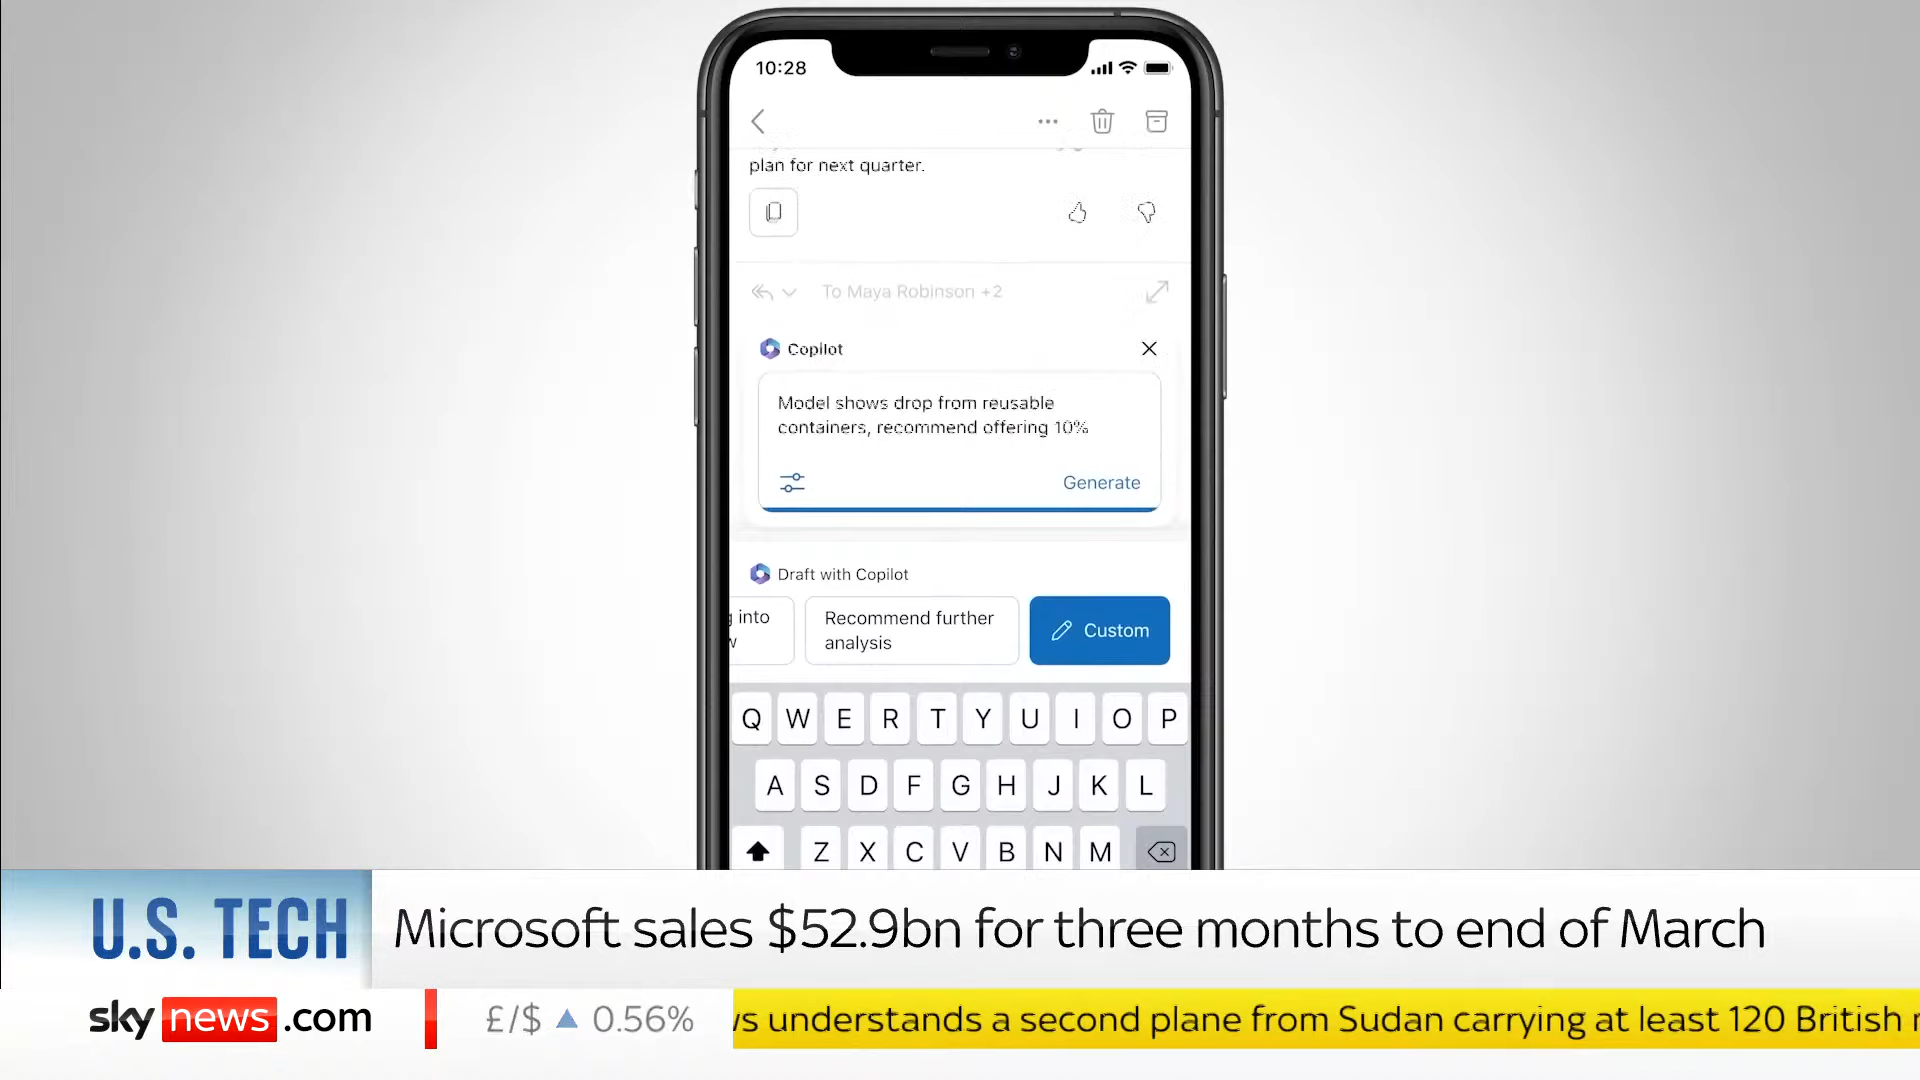 10:28
plan for next quarter.
To Maya Robinson +2
Copilot
Model shows drop from reusable
containers, recommend offering 10%
Generate
Draft with Copilot
into
Recommend further
analysis
Custom
Q W E R T Y U I O P
A S D F G H J K L
Z X C V B N M
U.S. TECH
Microsoft sales $52.9bn for three months to end of March
sky news .com
£/$ ▲ 0.56%
understands a second plane from Sudan carrying at least 120 British